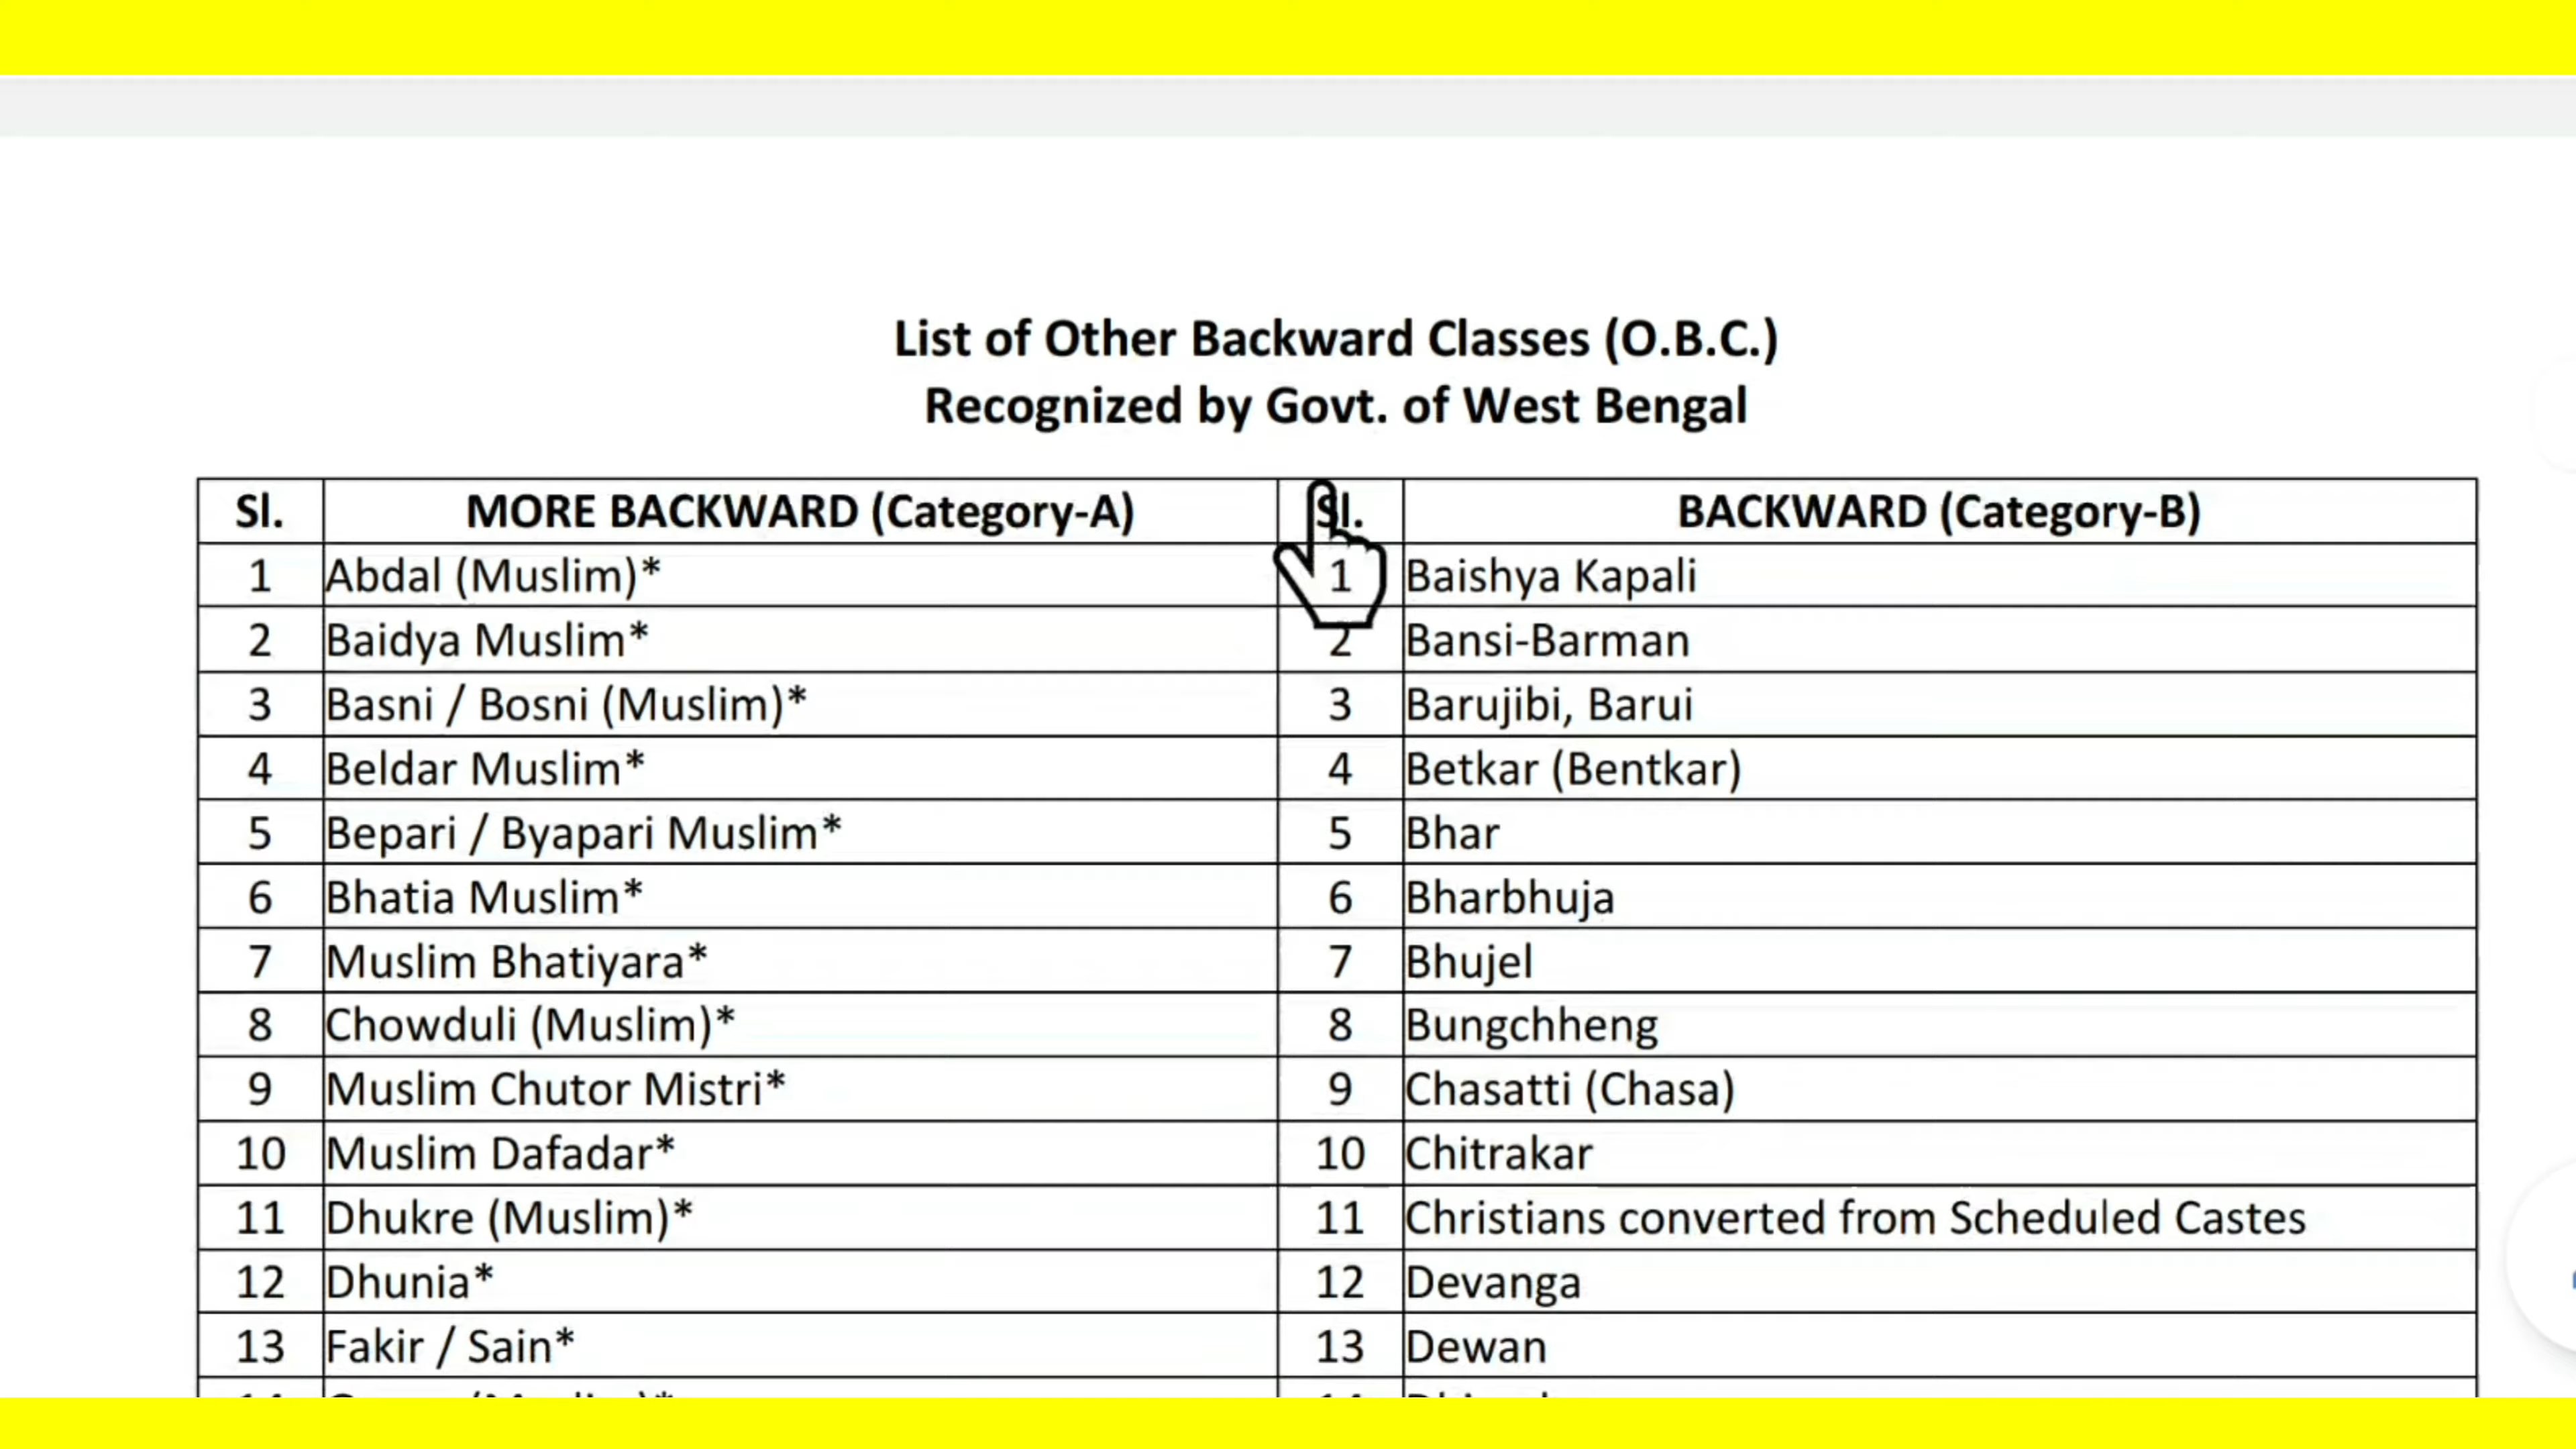 List of Other Backward Classes (O.B.C.)
Recognized by Govt. of West Bengal
Sl. MORE BACKWARD (Category-A) Sl. BACKWARD (Category-B)
1 Abdal (Muslim)* 1 Baishya Kapali
2 Baidya Muslim* 2 Bansi-Barman
3 Basni / Bosni (Muslim)* 3 Barujibi, Barui
4 Beldar Muslim* 4 Betkar (Bentkar)
5 Bepari / Byapari Muslim* 5 Bhar
6 Bhatia Muslim* 6 Bharbhuja
7 Muslim Bhatiyara* 7 Bhujel
8 Chowduli (Muslim)* 8 Bungchheng
9 Muslim Chutor Mistri* 9 Chasatti (Chasa)
10 Muslim Dafadar* 10 Chitrakar
11 Dhukre (Muslim)* 11 Christians converted from Scheduled Castes
12 Dhunia* 12 Devanga
13 Fakir / Sain* 13 Dewan